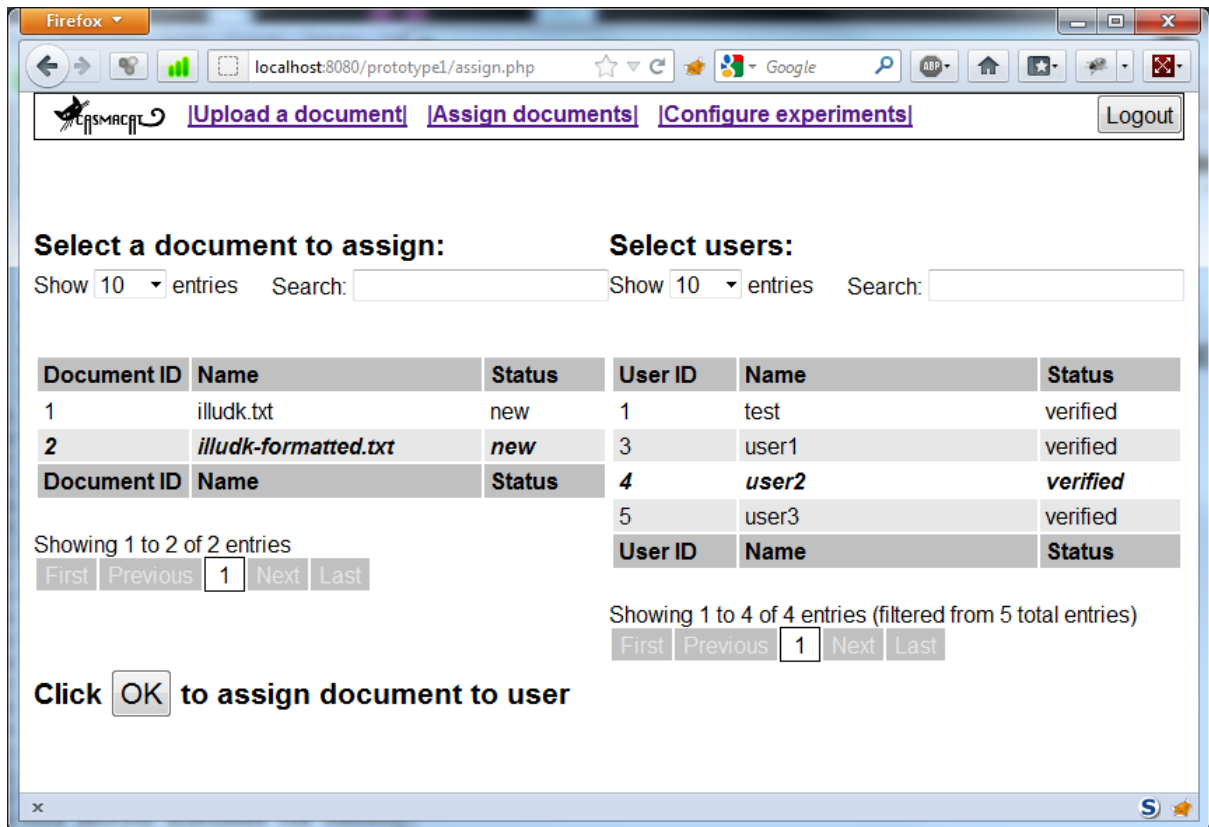 Firefox
localhost:8080/prototype1/assign.php
Google
ABP
CASMACAT |Upload a document| |Assign documents| |Configure experiments| Logout
Select a document to assign:
Show 10 entries Search:
Document ID Name Status
1 illudk.txt new
2 illudk-formatted.txt new
Document ID Name Status
Showing 1 to 2 of 2 entries
First Previous 1 Next Last
Select users:
Show 10 entries Search:
User ID Name Status
1 test verified
3 user1 verified
4 user2 verified
5 user3 verified
User ID Name Status
Showing 1 to 4 of 4 entries (filtered from 5 total entries)
First Previous 1 Next Last
Click OK to assign document to user
x
S